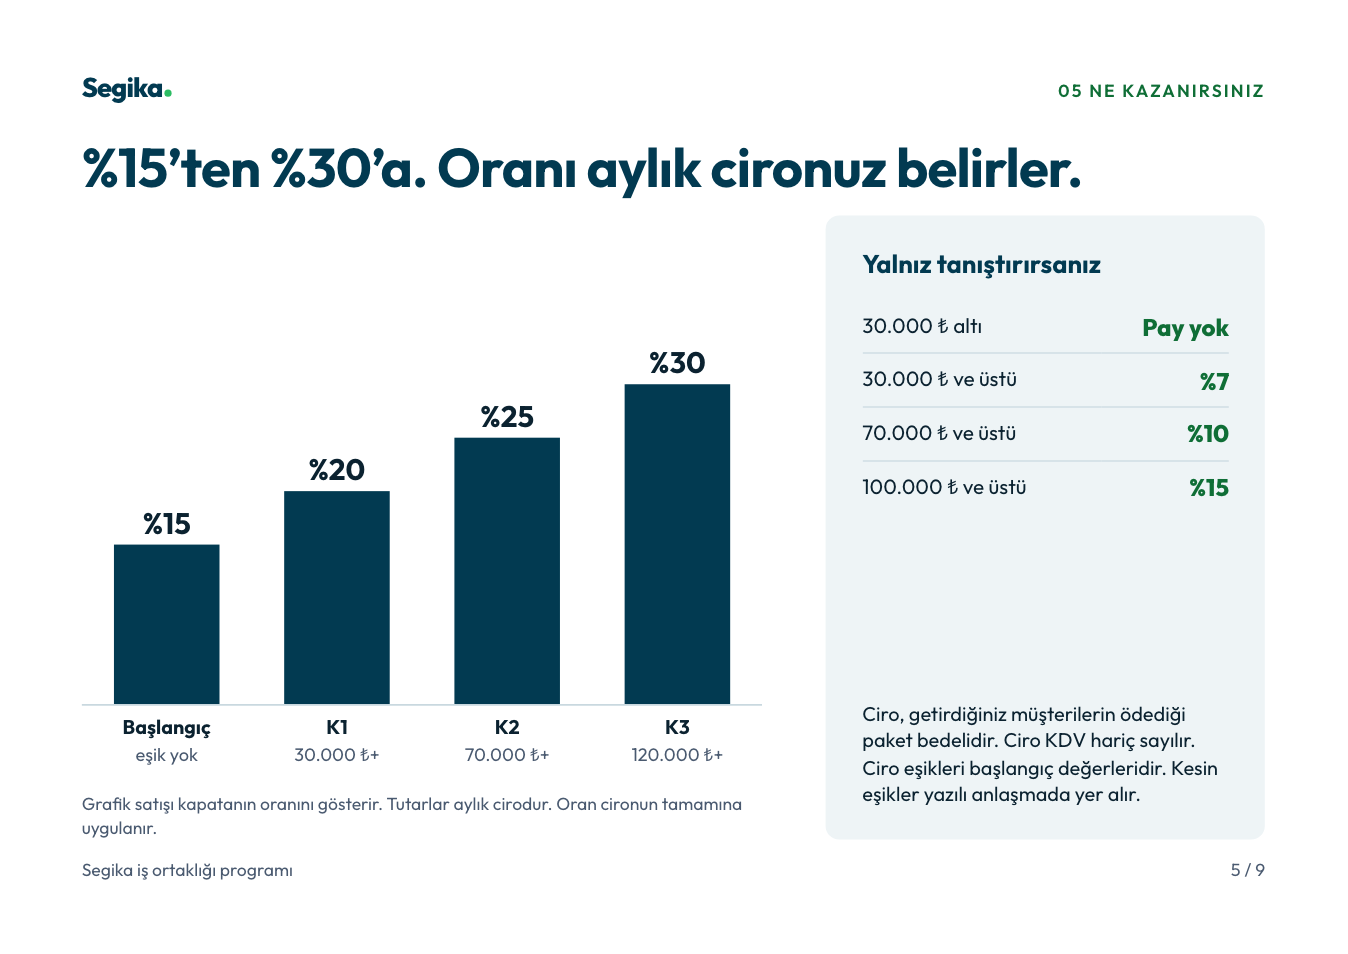 Segika.
05 NE KAZANIRSINIZ
%15’ten %30’a. Oranı aylık cironuz belirler.
%15
%20
%25
%30
Başlangıç
eşik yok
K1
30.000 ₺+
K2
70.000 ₺+
K3
120.000 ₺+
Grafik satışı kapatanın oranını gösterir. Tutarlar aylık cirodur. Oran cironun tamamına
uygulanır.
Yalnız tanıştırırsanız
30.000 ₺ altı Pay yok
30.000 ₺ ve üstü %7
70.000 ₺ ve üstü %10
100.000 ₺ ve üstü %15
Ciro, getirdiğiniz müşterilerin ödediği
paket bedelidir. Ciro KDV hariç sayılır.
Ciro eşikleri başlangıç değerleridir. Kesin
eşikler yazılı anlaşmada yer alır.
Segika iş ortaklığı programı
5 / 9